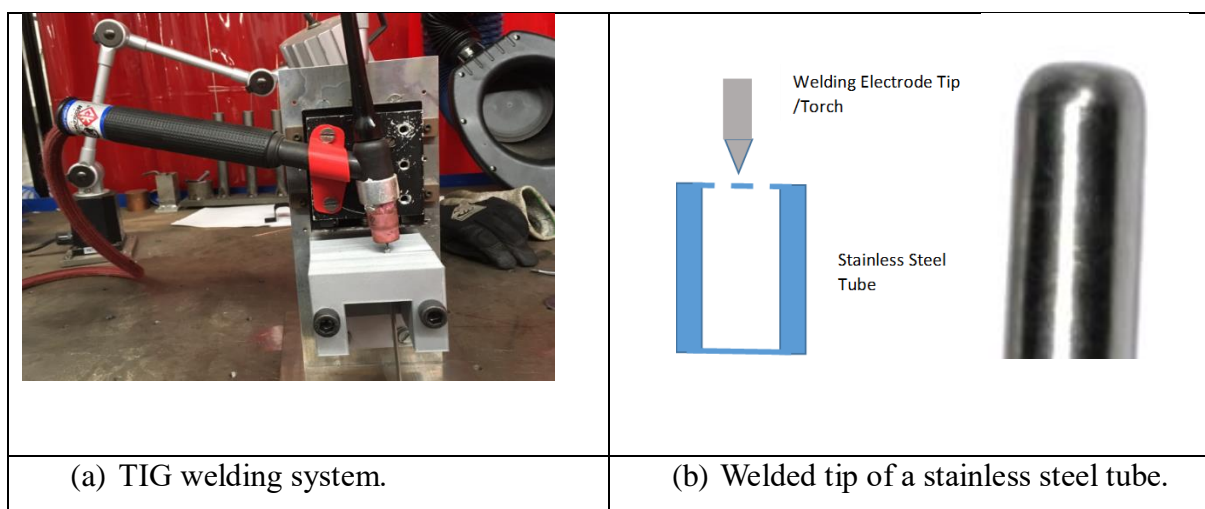 Welding Electrode Tip
/Torch
Stainless Steel
Tube
(a) TIG welding system.
(b) Welded tip of a stainless steel tube.